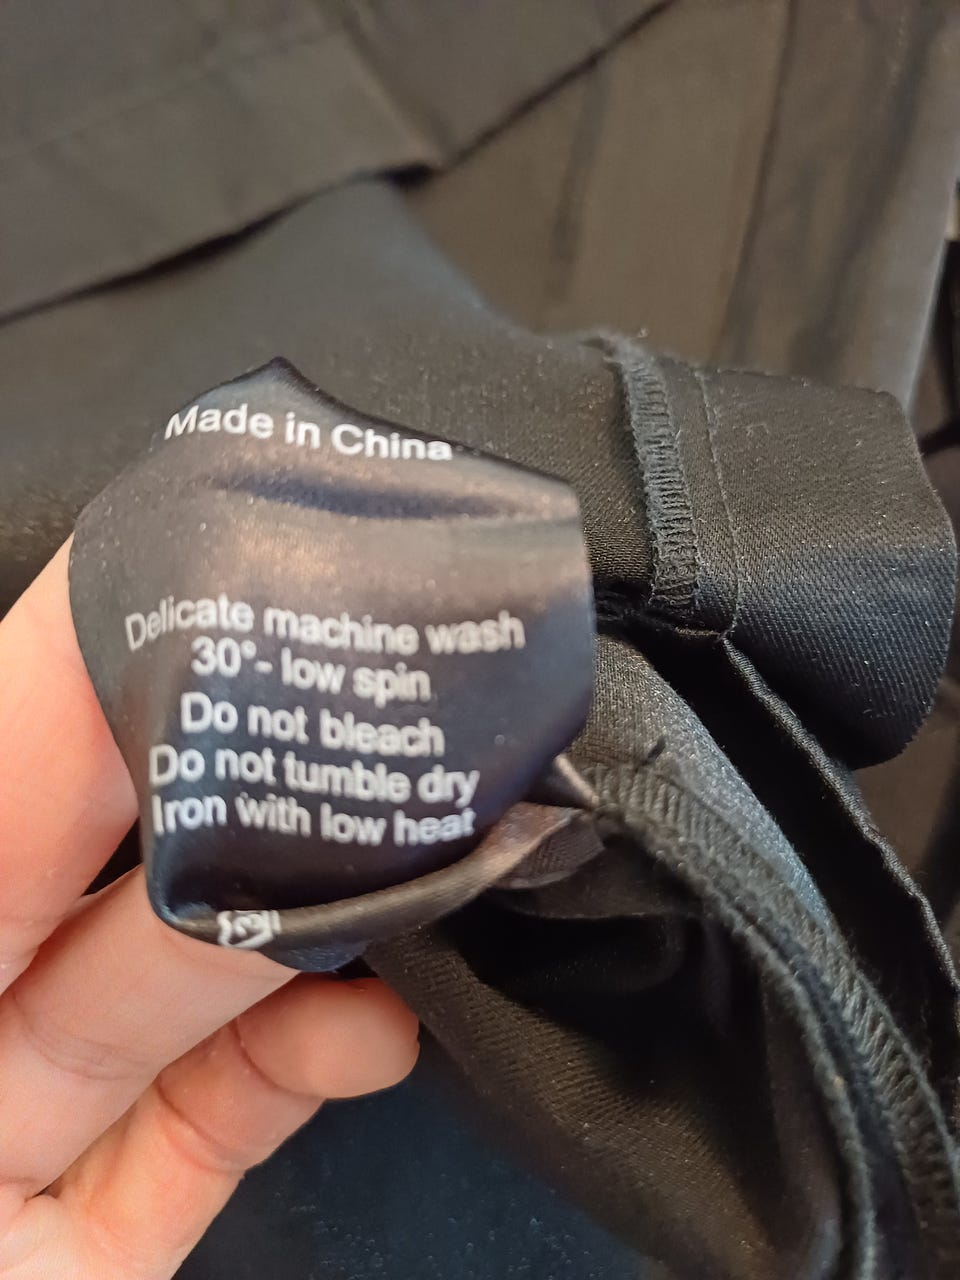 Made in China
Delicate machine wash
30°- low spin
Do not bleach
Do not tumble dry
Iron with low heat